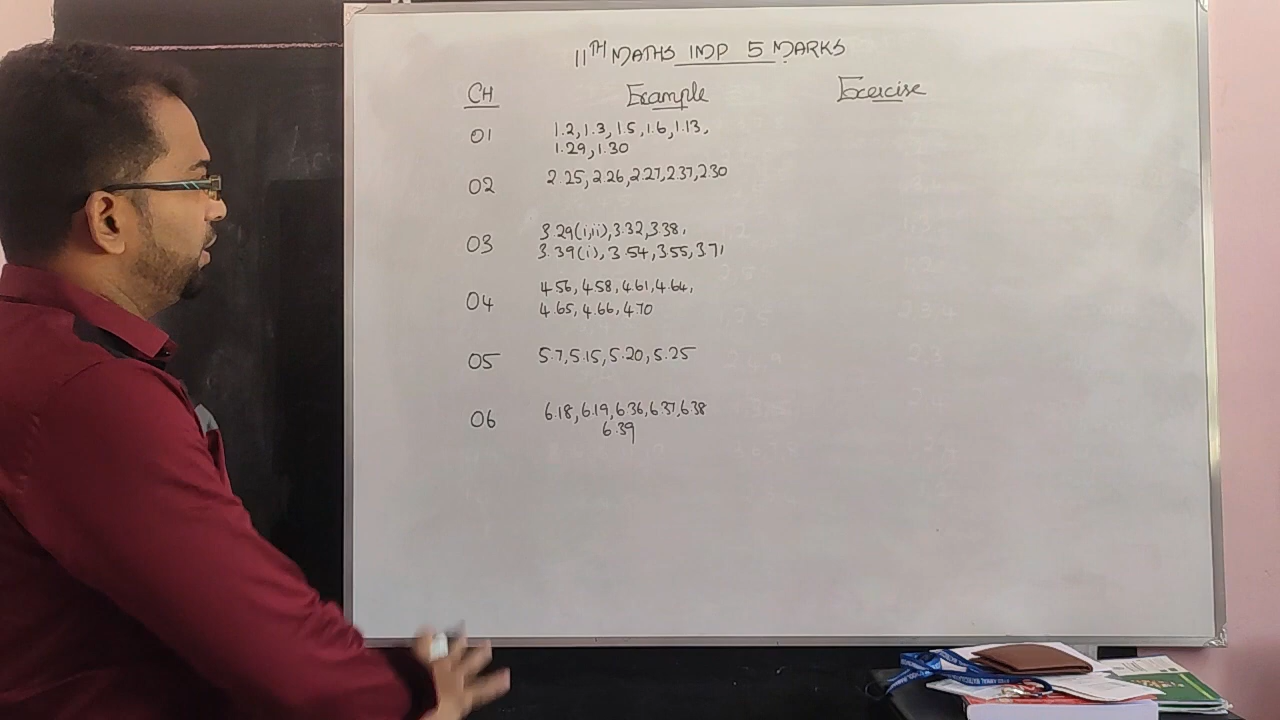 11TH MATHS IMP 5 MARKS
CH Example Exercise
01 1.2, 1.3, 1.5, 1.6, 1.13,
1.29, 1.30
02 2.25, 2.26, 2.27, 2.37, 2.30
03 3.29(i,ii), 3.32, 3.38,
3.39(i), 3.54, 3.55, 3.71
04 4.56, 4.58, 4.61, 4.64,
4.65, 4.66, 4.70
05 5.7, 5.15, 5.20, 5.25
06 6.18, 6.19, 6.36, 6.37, 6.38
6.39